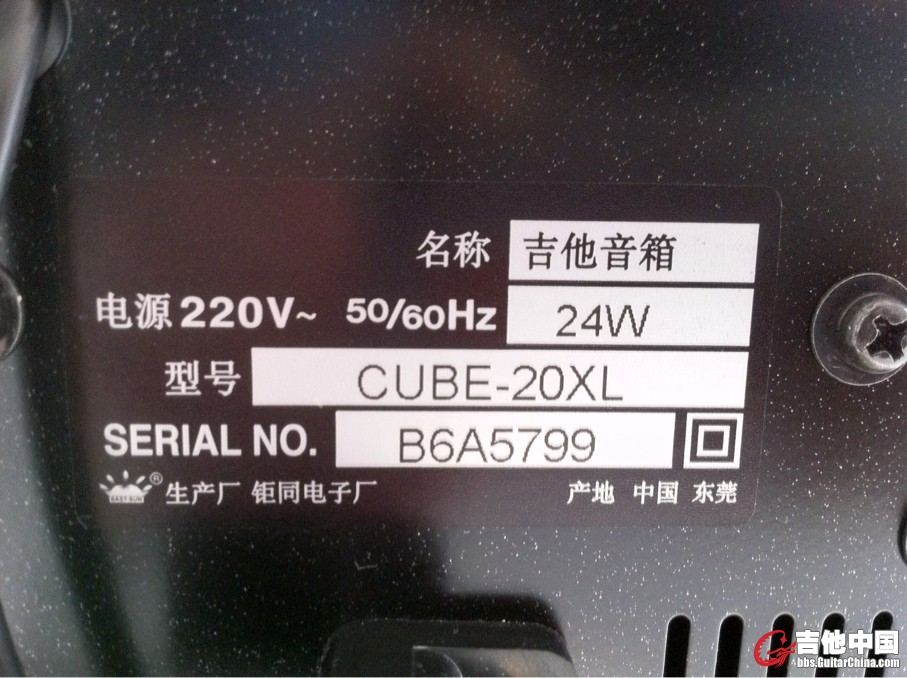 名称 吉他音箱
电源 220V~ 50/60Hz 24W
型号 CUBE-20XL
SERIAL NO. B6A5799
EAST SUN ® 生产厂 钜同电子厂 产地 中国 东莞
吉他中国
bbs.GuitarChina.com